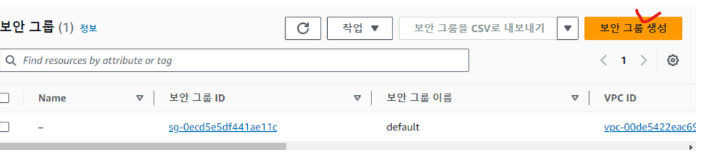 보안 그룹 (1) 정보
작업
보안 그룹을 CSV로 내보내기
보안 그룹 생성
Find resources by attribute or tag
1
Name
보안 그룹 ID
보안 그룹 이름
VPC ID
–
sg-0ecd5e5df441ae11c
default
vpc-00de5422eac69